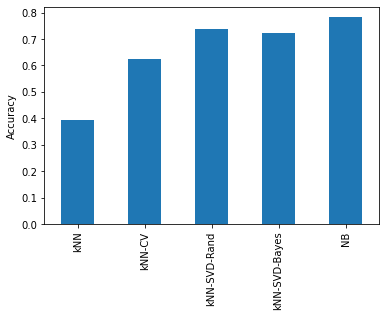 Accuracy
0.8
0.7
0.6
0.5
0.4
0.3
0.2
0.1
0.0
kNN
kNN-CV
kNN-SVD-Rand
kNN-SVD-Bayes
NB